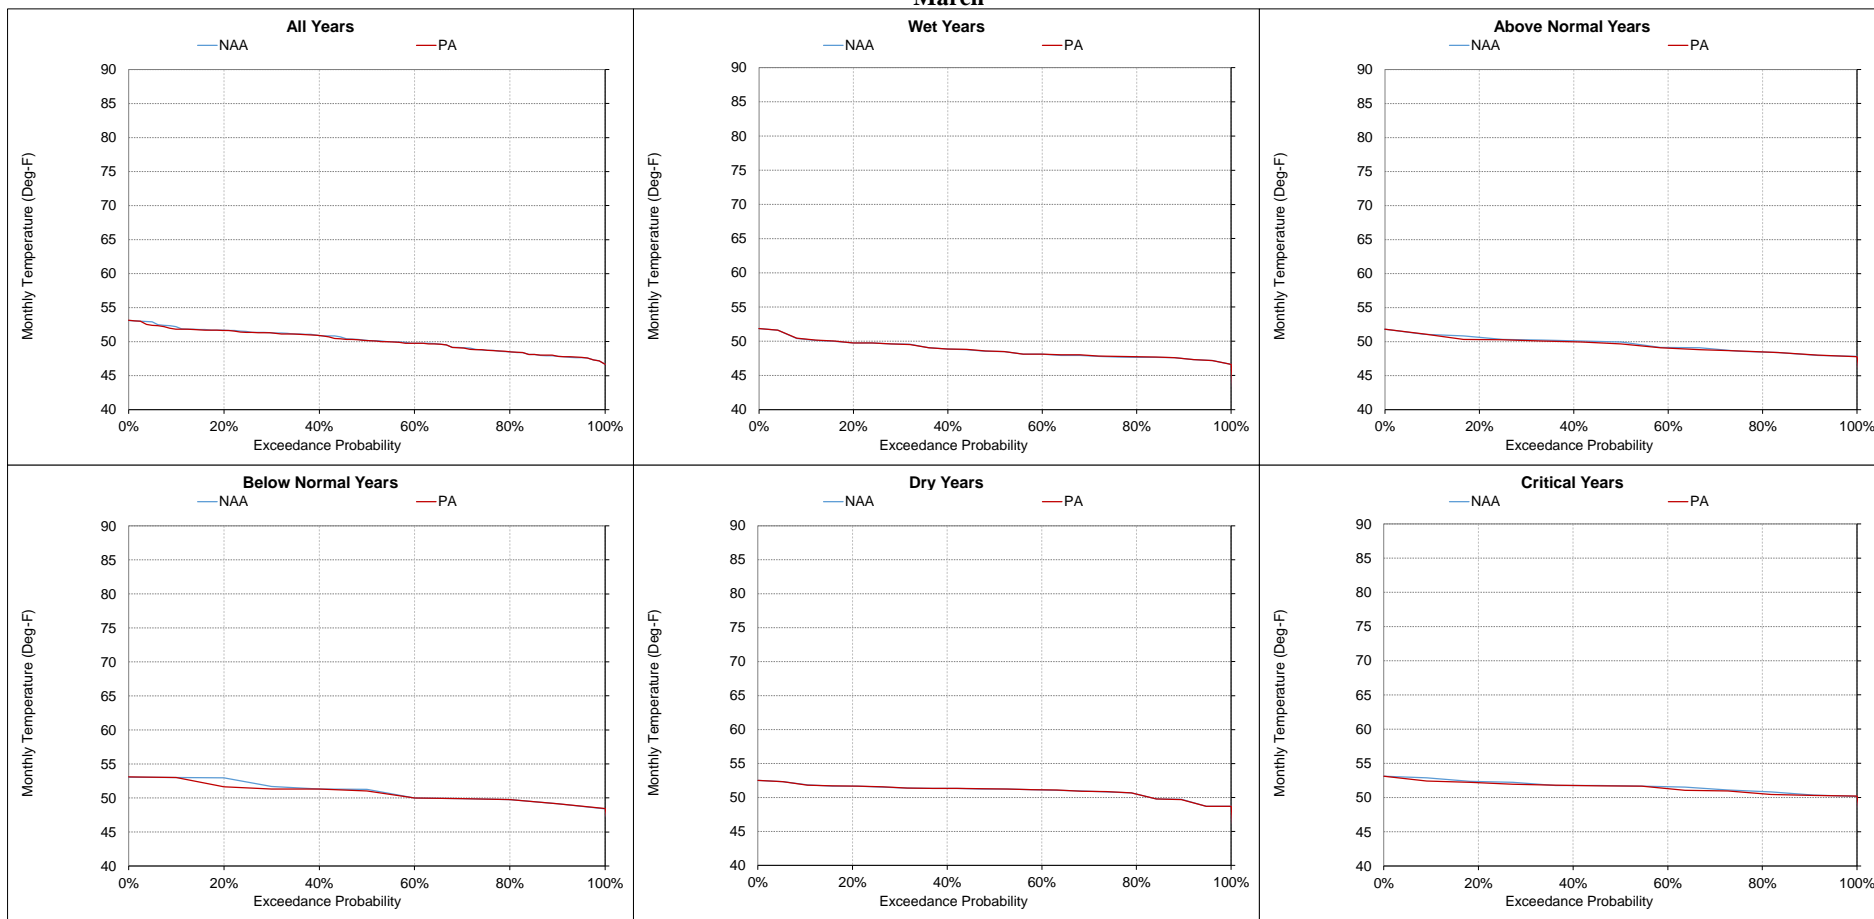 March
All Years
NAA PA
Monthly Temperature (Deg-F)
90
85
80
75
70
65
60
55
50
45
40
0% 20% 40% 60% 80% 100%
Exceedance Probability
Wet Years
NAA PA
Monthly Temperature (Deg-F)
90
85
80
75
70
65
60
55
50
45
40
0% 20% 40% 60% 80% 100%
Exceedance Probability
Above Normal Years
NAA PA
Monthly Temperature (Deg-F)
90
85
80
75
70
65
60
55
50
45
40
0% 20% 40% 60% 80% 100%
Exceedance Probability
Below Normal Years
NAA PA
Monthly Temperature (Deg-F)
90
85
80
75
70
65
60
55
50
45
40
0% 20% 40% 60% 80% 100%
Exceedance Probability
Dry Years
NAA PA
Monthly Temperature (Deg-F)
90
85
80
75
70
65
60
55
50
45
40
0% 20% 40% 60% 80% 100%
Exceedance Probability
Critical Years
NAA PA
Monthly Temperature (Deg-F)
90
85
80
75
70
65
60
55
50
45
40
0% 20% 40% 60% 80% 100%
Exceedance Probability